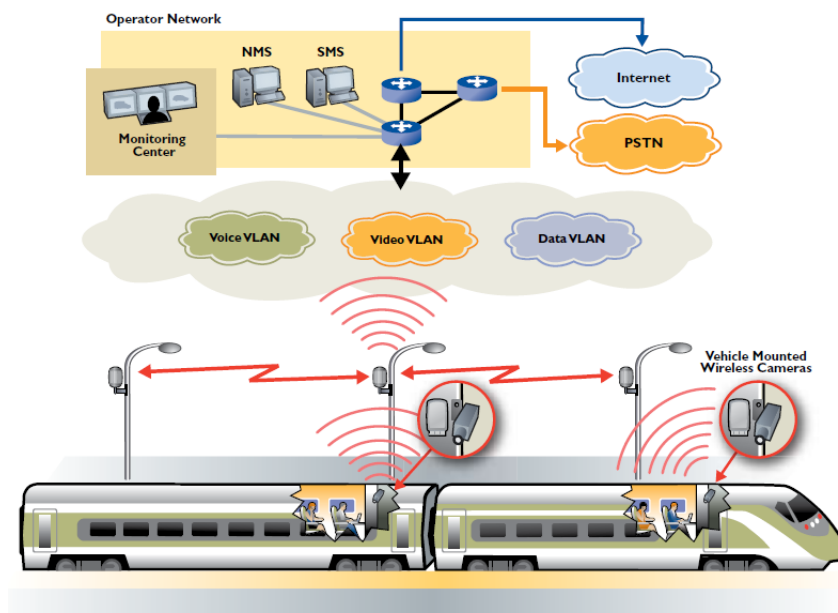 Operator Network
NMS
SMS
Monitoring
Center
Internet
PSTN
Voice VLAN
Video VLAN
Data VLAN
Vehicle Mounted
Wireless Cameras